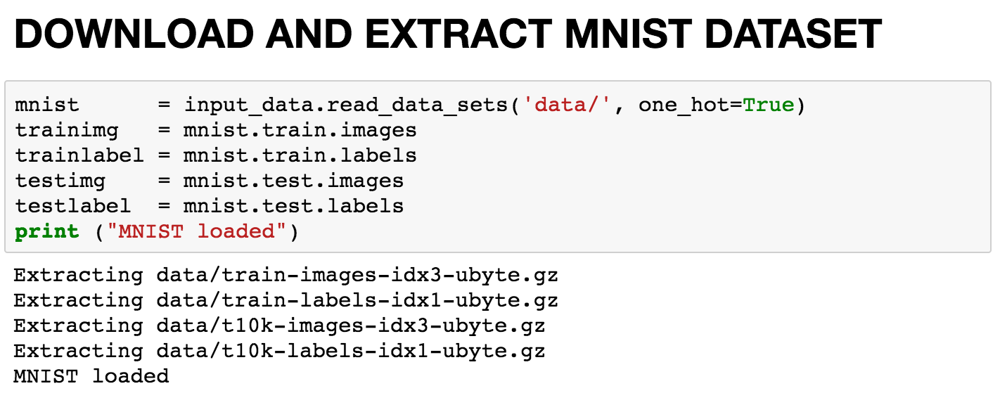 DOWNLOAD AND EXTRACT MNIST DATASET
mnist      = input_data.read_data_sets('data/', one_hot=True)
trainimg   = mnist.train.images
trainlabel = mnist.train.labels
testimg    = mnist.test.images
testlabel  = mnist.test.labels
print ("MNIST loaded")
Extracting data/train-images-idx3-ubyte.gz
Extracting data/train-labels-idx1-ubyte.gz
Extracting data/t10k-images-idx3-ubyte.gz
Extracting data/t10k-labels-idx1-ubyte.gz
MNIST loaded